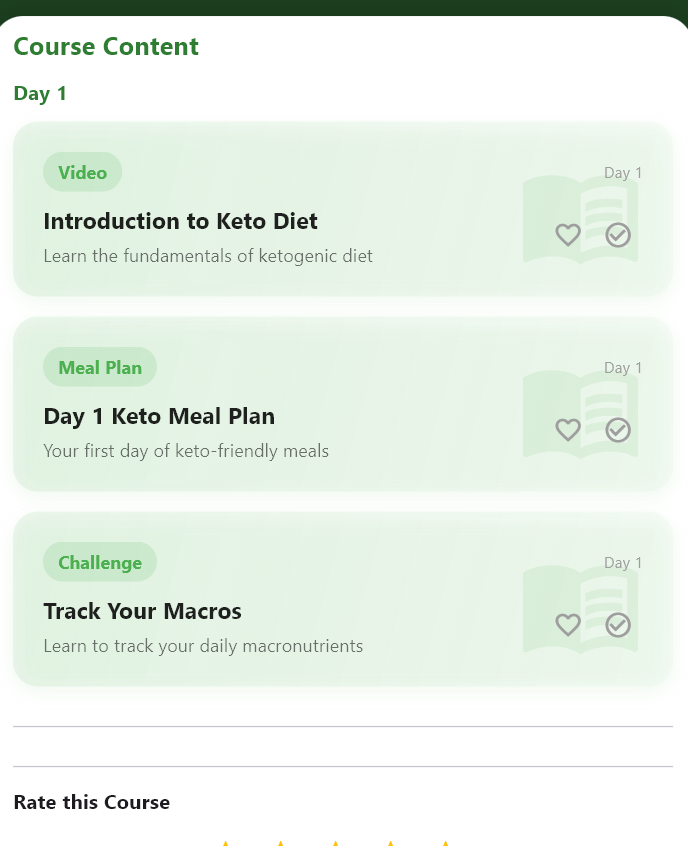 Course Content
Day 1
Video
Day 1
Introduction to Keto Diet
Learn the fundamentals of ketogenic diet
Meal Plan
Day 1
Day 1 Keto Meal Plan
Your first day of keto-friendly meals
Challenge
Day 1
Track Your Macros
Learn to track your daily macronutrients
Rate this Course